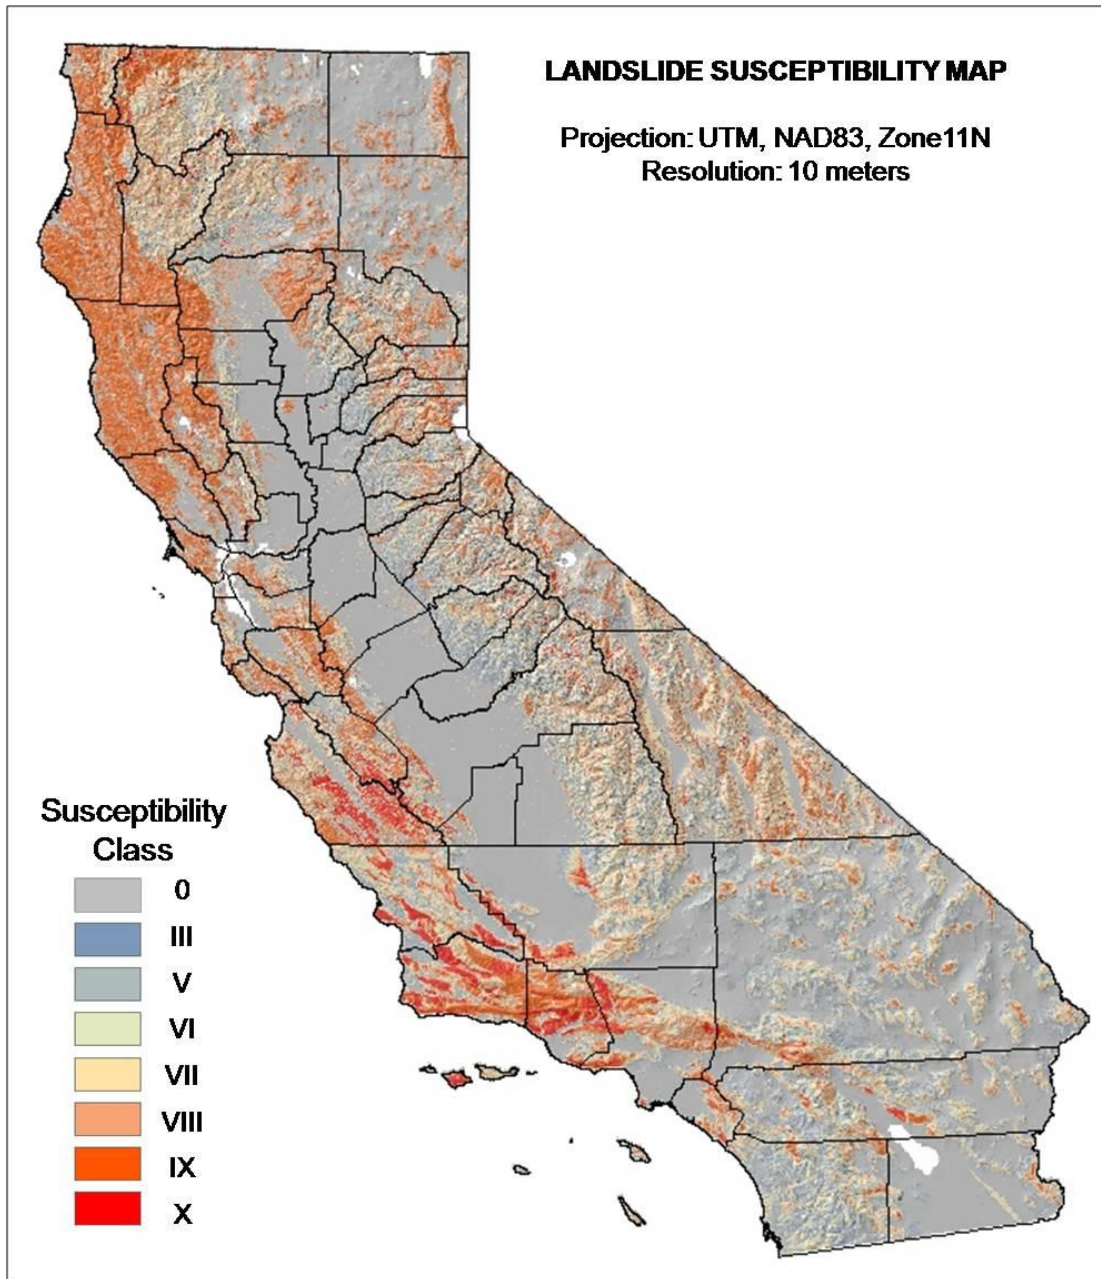 LANDSLIDE SUSCEPTIBILITY MAP
Projection: UTM, NAD83, Zone11N
Resolution: 10 meters
Susceptibility
Class
0
III
V
VI
VII
VIII
IX
X